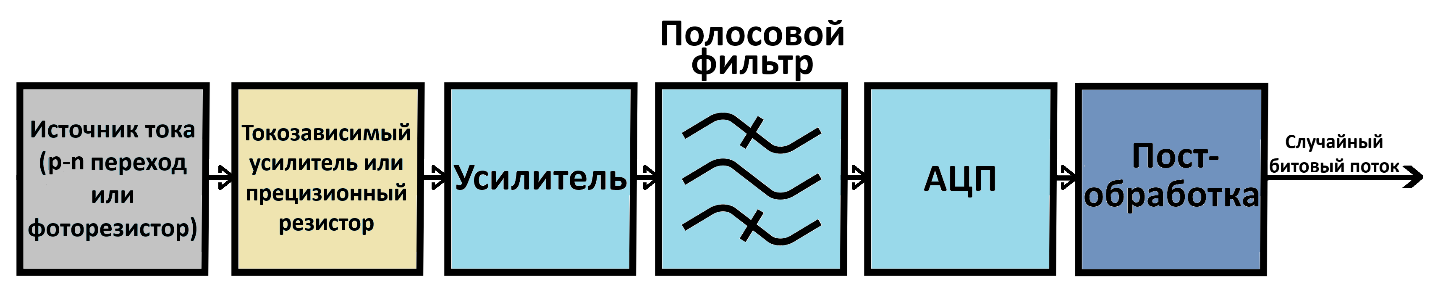 Полосовой
фильтр
Источник тока
(p-n переход
или
фоторезистор)
Токозависимый
усилитель или
прецизионный
резистор
Усилитель
АЦП
Пост-
обработка
Случайный
битовый поток